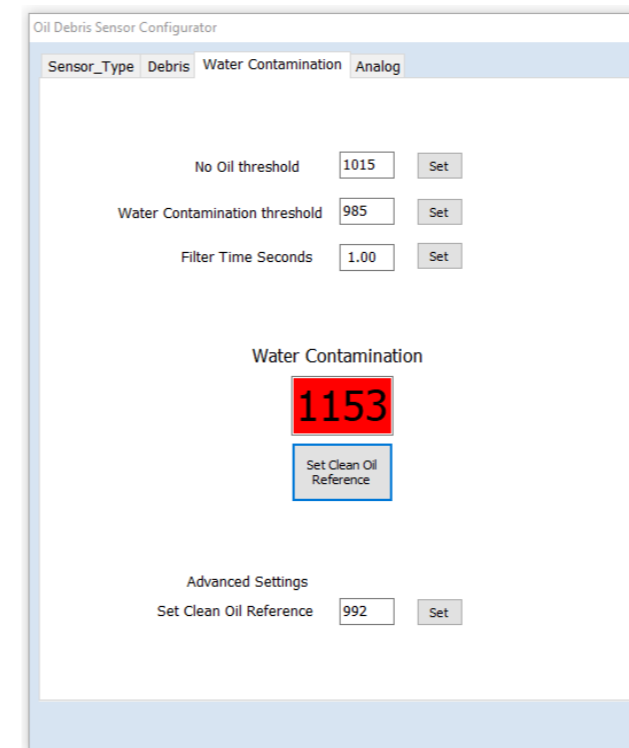 Oil Debris Sensor Configurator
Sensor_Type Debris Water Contamination Analog
No Oil threshold 1015 Set
Water Contamination threshold 985 Set
Filter Time Seconds 1.00 Set
Water Contamination
1153
Set Clean Oil
Reference
Advanced Settings
Set Clean Oil Reference 992 Set